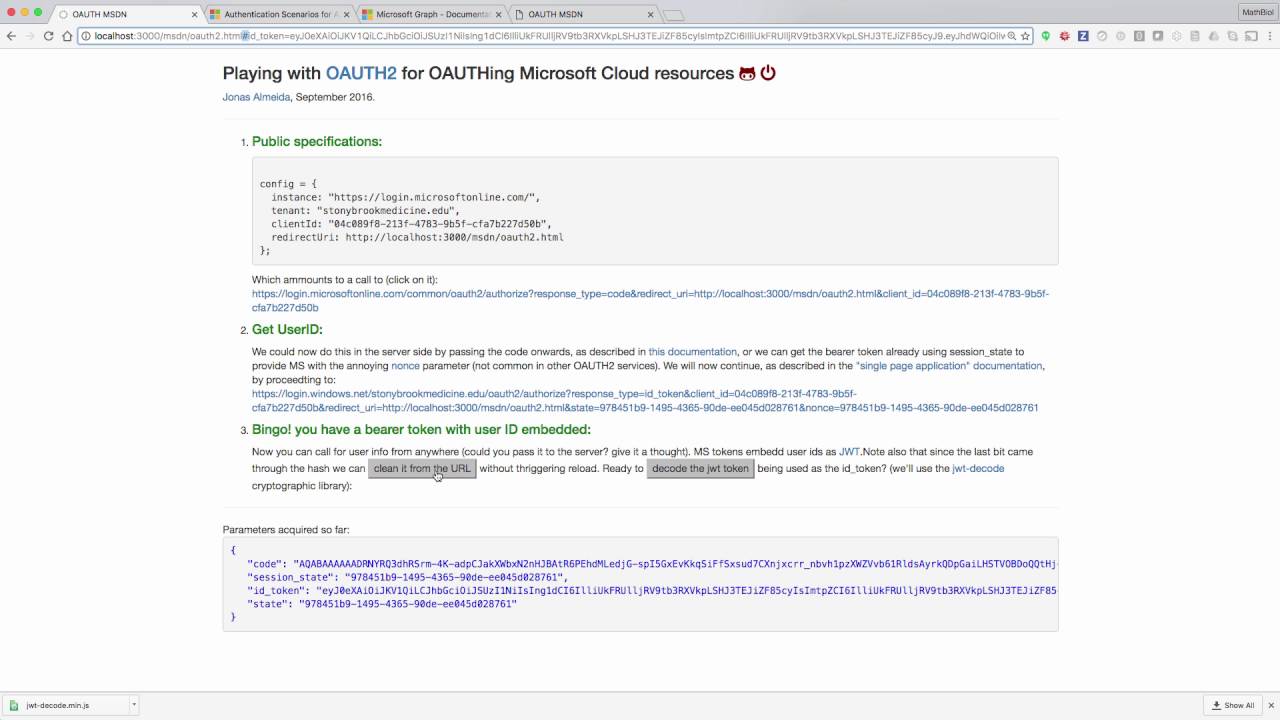 OAUTH MSDN
Authentication Scenarios for A
Microsoft Graph - Documentat
OAUTH MSDN
MathBiol
localhost:3000/msdn/oauth2.html#
Playing with OAUTH2 for OAUTHing Microsoft Cloud resources
Jonas Almeida, September 2016.
1. Public specifications:
config = {
instance: "https://login.microsoftonline.com/",
tenant: "stonybrookmedicine.edu",
clientId: "04c089f8-213f-4783-9b5f-cfa7b227d50b",
redirectUri: http://localhost:3000/msdn/oauth2.html
};
Which ammounts to a call to (click on it):
https://login.microsoftonline.com/common/oauth2/authorize?response_type=code&redirect_uri=http://localhost:3000/msdn/oauth2.html&client_id=04c089f8-213f-4783-9b5f-
cfa7b227d50b
2. Get UserID:
We could now do this in the server side by passing the code onwards, as described in this documentation, or we can get the bearer token already using session_state to
provide MS with the annoying nonce parameter (not common in other OAUTH2 services). We will now continue, as described in the "single page application" documentation,
by proceedting to:
https://login.windows.net/stonybrookmedicine.edu/oauth2/authorize?response_type=id_token&client_id=04c089f8-213f-4783-9b5f-
cfa7b227d50b&redirect_uri=http://localhost:3000/msdn/oauth2.html&state=978451b9-1495-4365-90de-ee045d028761&nonce=978451b9-1495-4365-90de-ee045d028761
3. Bingo! you have a bearer token with user ID embedded:
Now you can call for user info from anywhere (could you pass it to the server? give it a thought). MS tokens embedd user ids as JWT.Note also that since the last bit came
through the hash we can clean it from the URL without thriggering reload. Ready to decode the jwt token being used as the id_token? (we'll use the jwt-decode
cryptographic library):
Parameters acquired so far:
{
"code":
"session_state": "978451b9-1495-4365-90de-ee045d028761",
"id_token":
"state": "978451b9-1495-4365-90de-ee045d028761"
}
jwt-decode.min.js
Show All